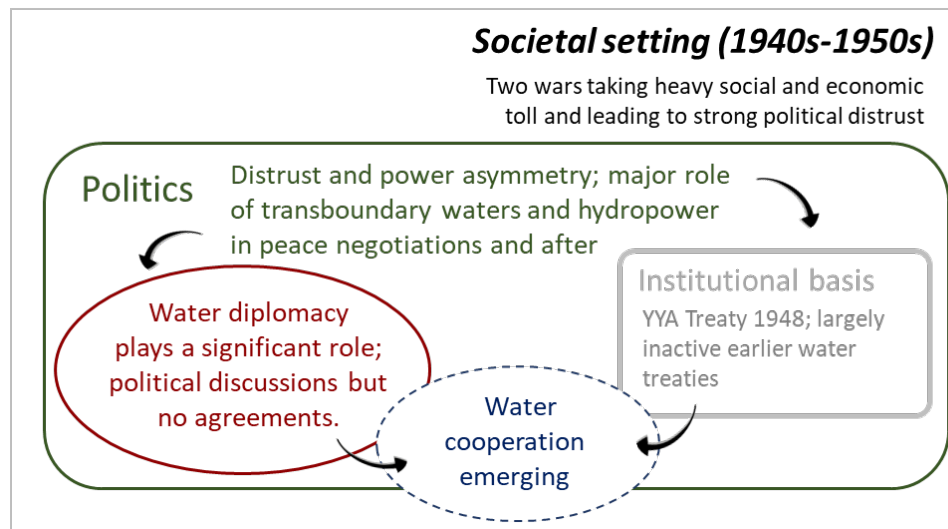 Societal setting (1940s-1950s)
Two wars taking heavy social and economic
toll and leading to strong political distrust
Politics
Distrust and power asymmetry; major role
of transboundary waters and hydropower
in peace negotiations and after
Water diplomacy
plays a significant role;
political discussions but
no agreements.
Institutional basis
YYA Treaty 1948; largely
inactive earlier water
treaties
Water
cooperation
emerging